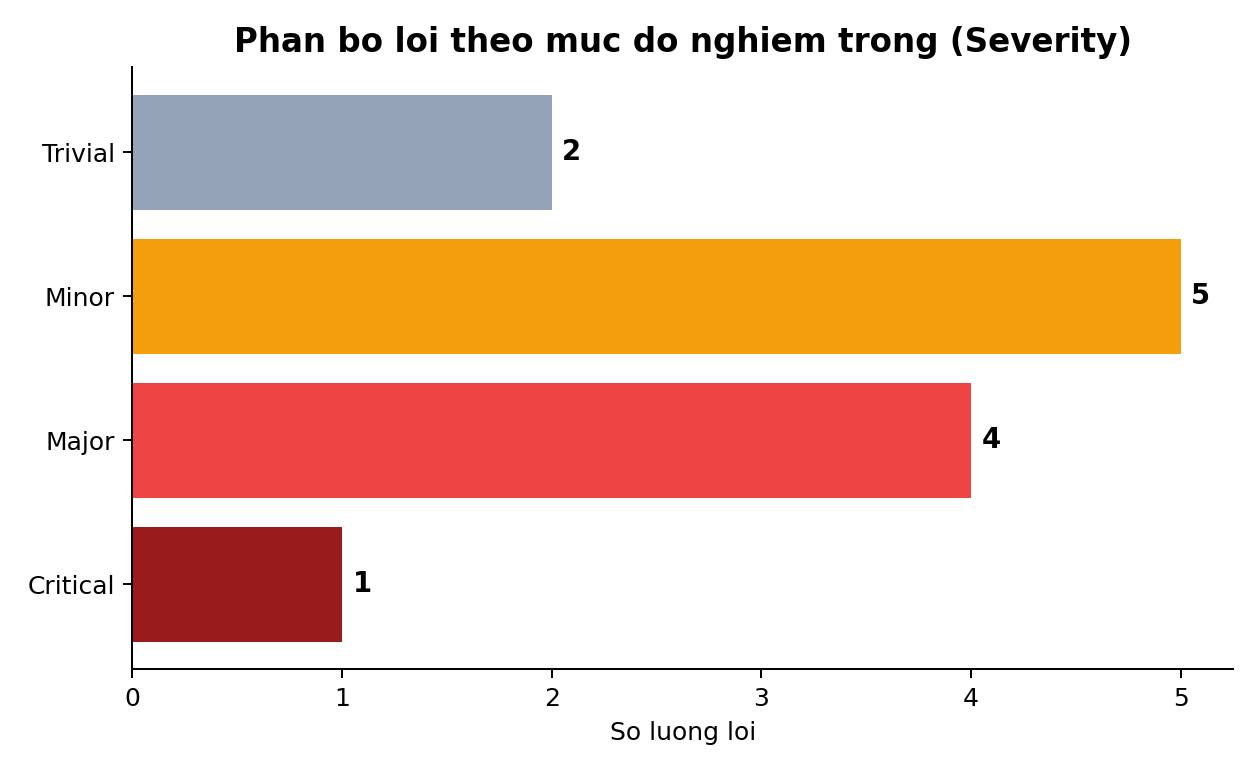 Phan bo loi theo muc do nghiem trong (Severity)
Trivial
2
Minor
5
Major
4
Critical
1
0 1 2 3 4 5
So luong loi